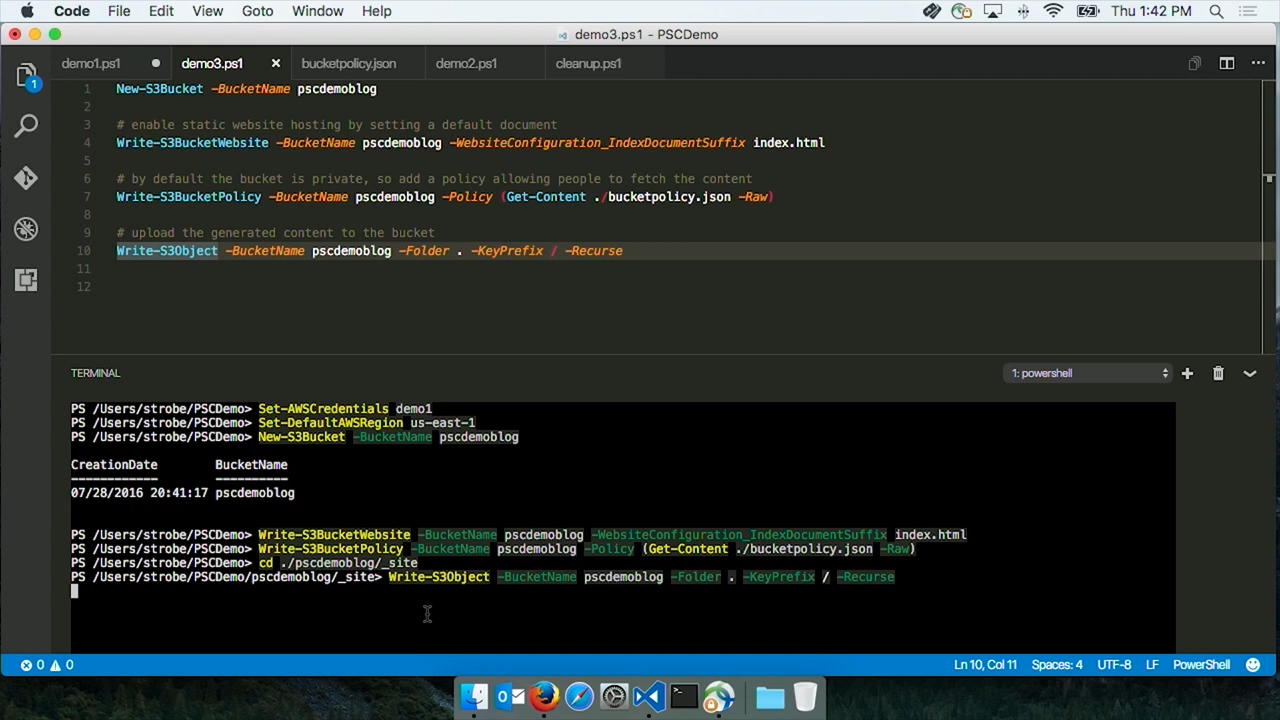 Code File Edit View Goto Window Help Thu 1:42 PM
demo3.ps1 - PSCDemo
demo1.ps1 demo3.ps1 bucketpolicy.json demo2.ps1 cleanup.ps1
1
1 New-S3Bucket -BucketName pscdemoblog
2
3 # enable static website hosting by setting a default document
4 Write-S3BucketWebsite -BucketName pscdemoblog -WebsiteConfiguration_IndexDocumentSuffix index.html
5
6 # by default the bucket is private, so add a policy allowing people to fetch the content
7 Write-S3BucketPolicy -BucketName pscdemoblog -Policy (Get-Content ./bucketpolicy.json -Raw)
8
9 # upload the generated content to the bucket
10 Write-S3Object -BucketName pscdemoblog -Folder . -KeyPrefix / -Recurse
11
12
TERMINAL 1: powershell
PS /Users/strobe/PSCDemo> Set-AWSCredentials demo1
PS /Users/strobe/PSCDemo> Set-DefaultAWSRegion us-east-1
PS /Users/strobe/PSCDemo> New-S3Bucket -BucketName pscdemoblog
CreationDate BucketName
------------ ----------
07/28/2016 20:41:17 pscdemoblog
PS /Users/strobe/PSCDemo> Write-S3BucketWebsite -BucketName pscdemoblog -WebsiteConfiguration_IndexDocumentSuffix index.html
PS /Users/strobe/PSCDemo> Write-S3BucketPolicy -BucketName pscdemoblog -Policy (Get-Content ./bucketpolicy.json -Raw)
PS /Users/strobe/PSCDemo> cd ./pscdemoblog/_site
PS /Users/strobe/PSCDemo/pscdemoblog/_site> Write-S3Object -BucketName pscdemoblog -Folder . -KeyPrefix / -Recurse
0 0 Ln 10, Col 11 Spaces: 4 UTF-8 LF PowerShell